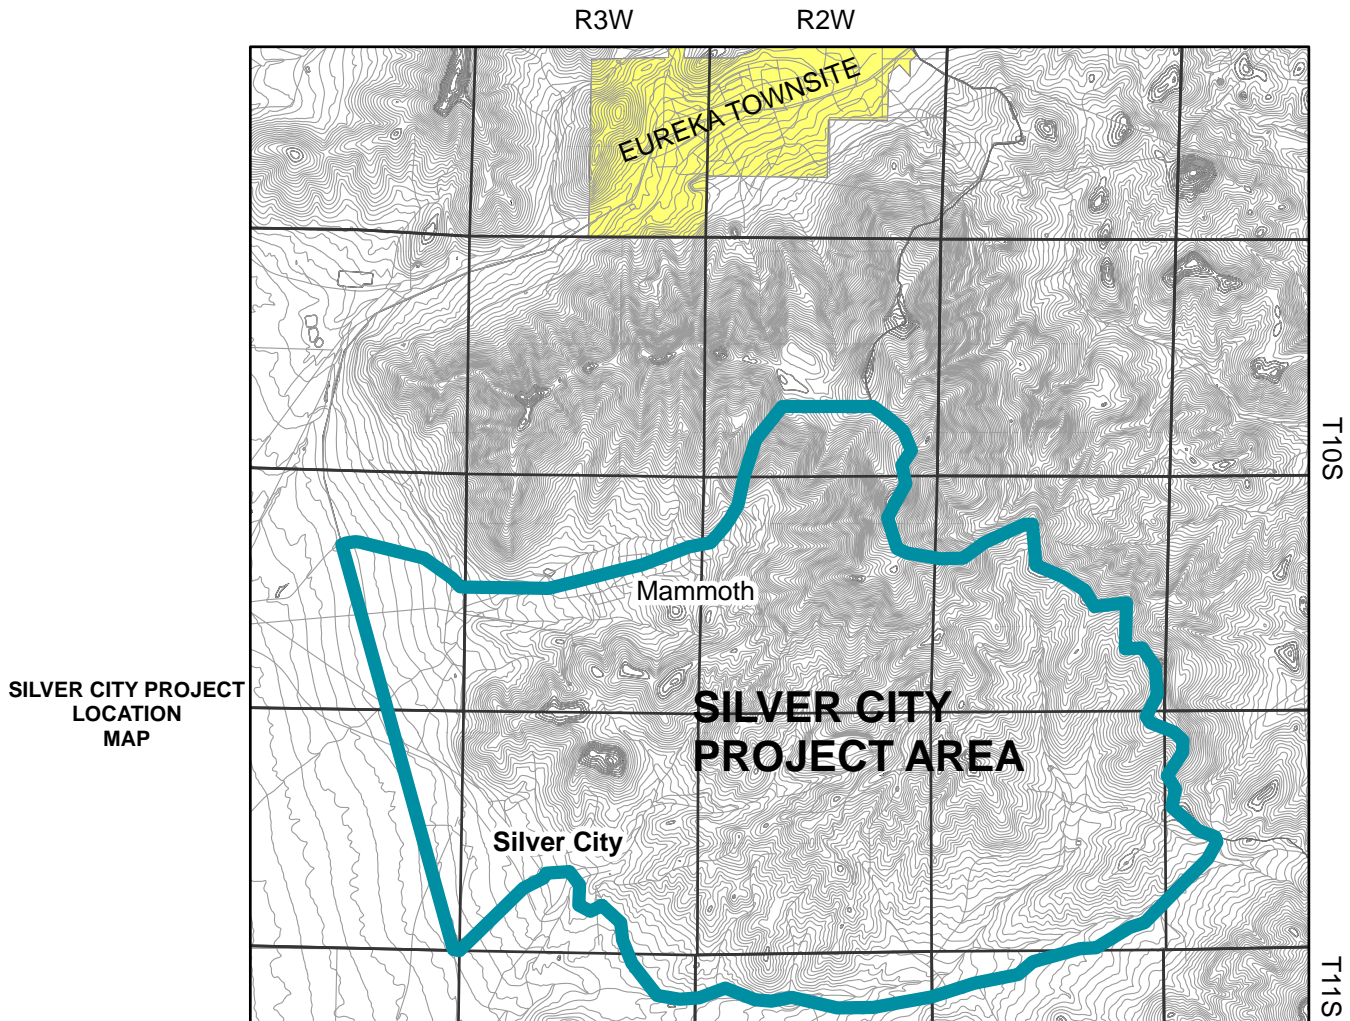 R3W
R2W
EUREKA TOWNSITE
T10S
Mammoth
SILVER CITY PROJECT
LOCATION
MAP
SILVER CITY
PROJECT AREA
Silver City
T11S